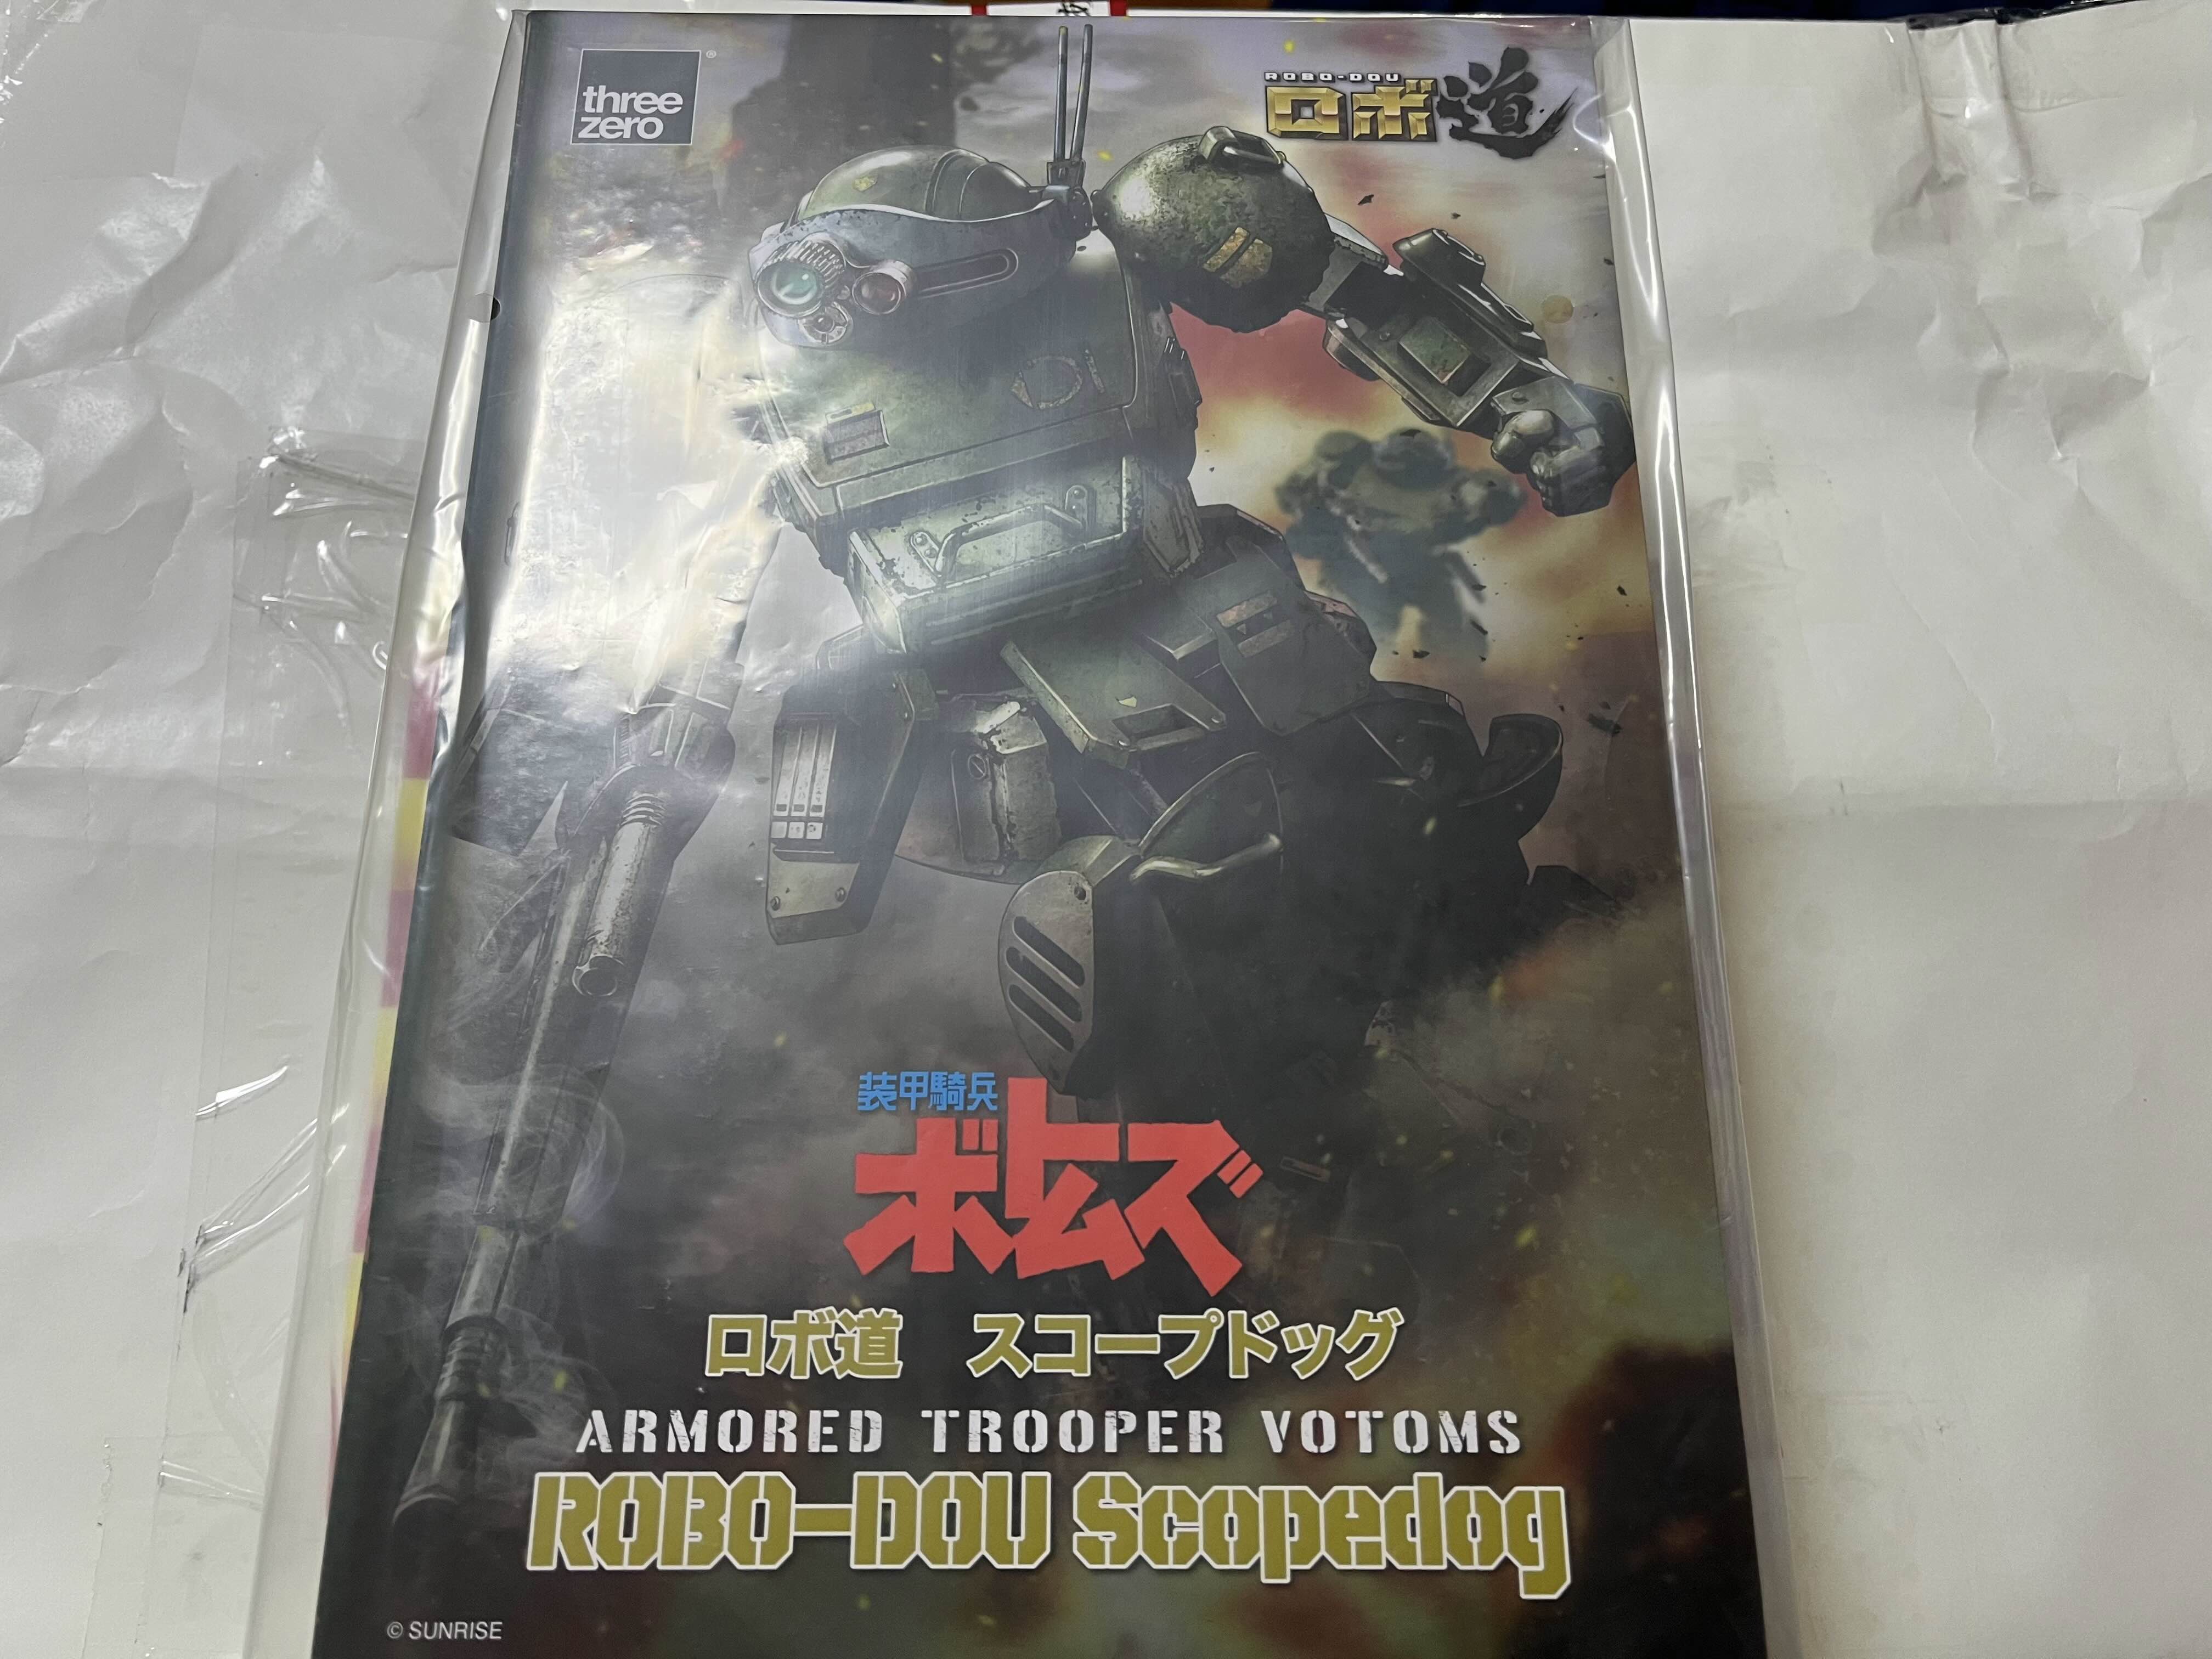 three
zero
®
ROBO-DOU
ロボ道
装甲騎兵
ボトムズ
ロボ道 スコープドッグ
ARMORED TROOPER VOTOMS
ROBO-DOU Scopedog
© SUNRISE